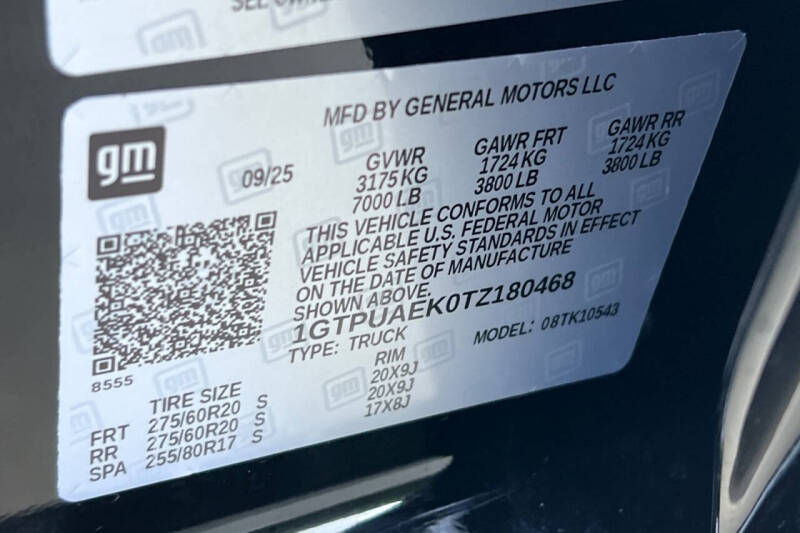 SEE OWNER
MFD BY GENERAL MOTORS LLC
gm
09/25
GVWR
3175 KG
7000 LB
GAWR FRT
1724 KG
3800 LB
GAWR RR
1724 KG
3800 LB
THIS VEHICLE CONFORMS TO ALL
APPLICABLE U.S. FEDERAL MOTOR
VEHICLE SAFETY STANDARDS IN EFFECT
ON THE DATE OF MANUFACTURE
SHOWN ABOVE.
1GTPUAEK0TZ180468
TYPE: TRUCK
MODEL: 08TK10543
8555
TIRE SIZE RIM
FRT 275/60R20 S 20X9J
RR 275/60R20 S 20X9J
SPA 255/80R17 S 17X8J